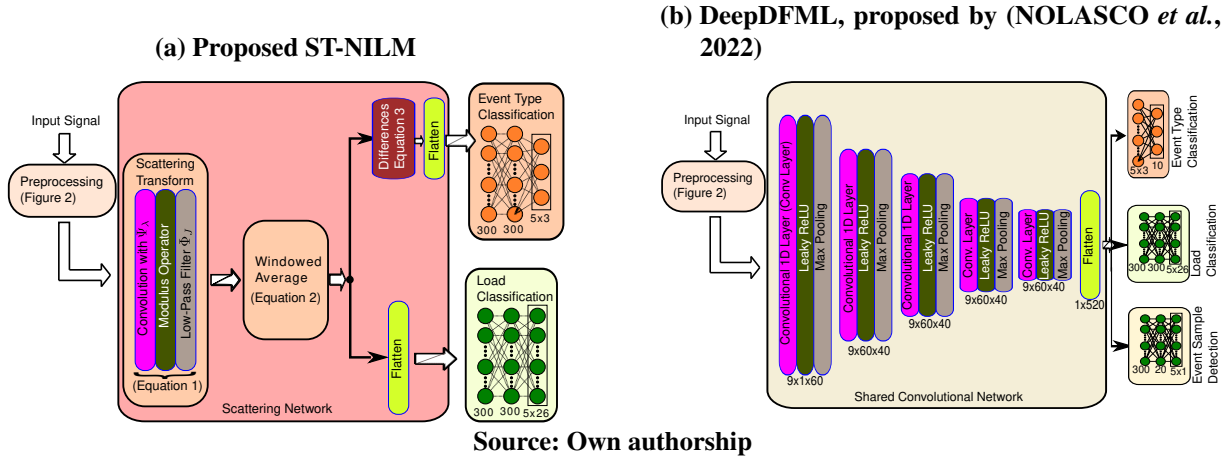 (a) Proposed ST-NILM
Input Signal
Preprocessing
(Figure 2)
Scattering
Transform
Convolution with Ψλ
Modulus Operator
Low-Pass Filter ΦJ
(Equation 1)
Windowed
Average
(Equation 2)
Differences
Equation 3
Flatten
Event Type
Classification
300
300
5x3
Flatten
Load
Classification
300
300
5x26
Scattering Network
(b) DeepDFML, proposed by (NOLASCO et al.,
2022)
Input Signal
Preprocessing
(Figure 2)
Convolutional 1D Layer (Conv Layer)
Leaky ReLU
Max Pooling
9x1x60
Convolutional 1D Layer
Leaky ReLU
Max Pooling
9x60x40
Convolutional 1D Layer
Leaky ReLU
Max Pooling
9x60x40
Conv. Layer
Leaky ReLU
Max Pooling
9x60x40
Conv. Layer
Leaky ReLU
Max Pooling
9x60x40
Flatten
1x520
Shared Convolutional Network
5x3
10
Event Type
Classification
300
300
5x26
Load
Classification
300
20
5x1
Event Sample
Detection
Source: Own authorship